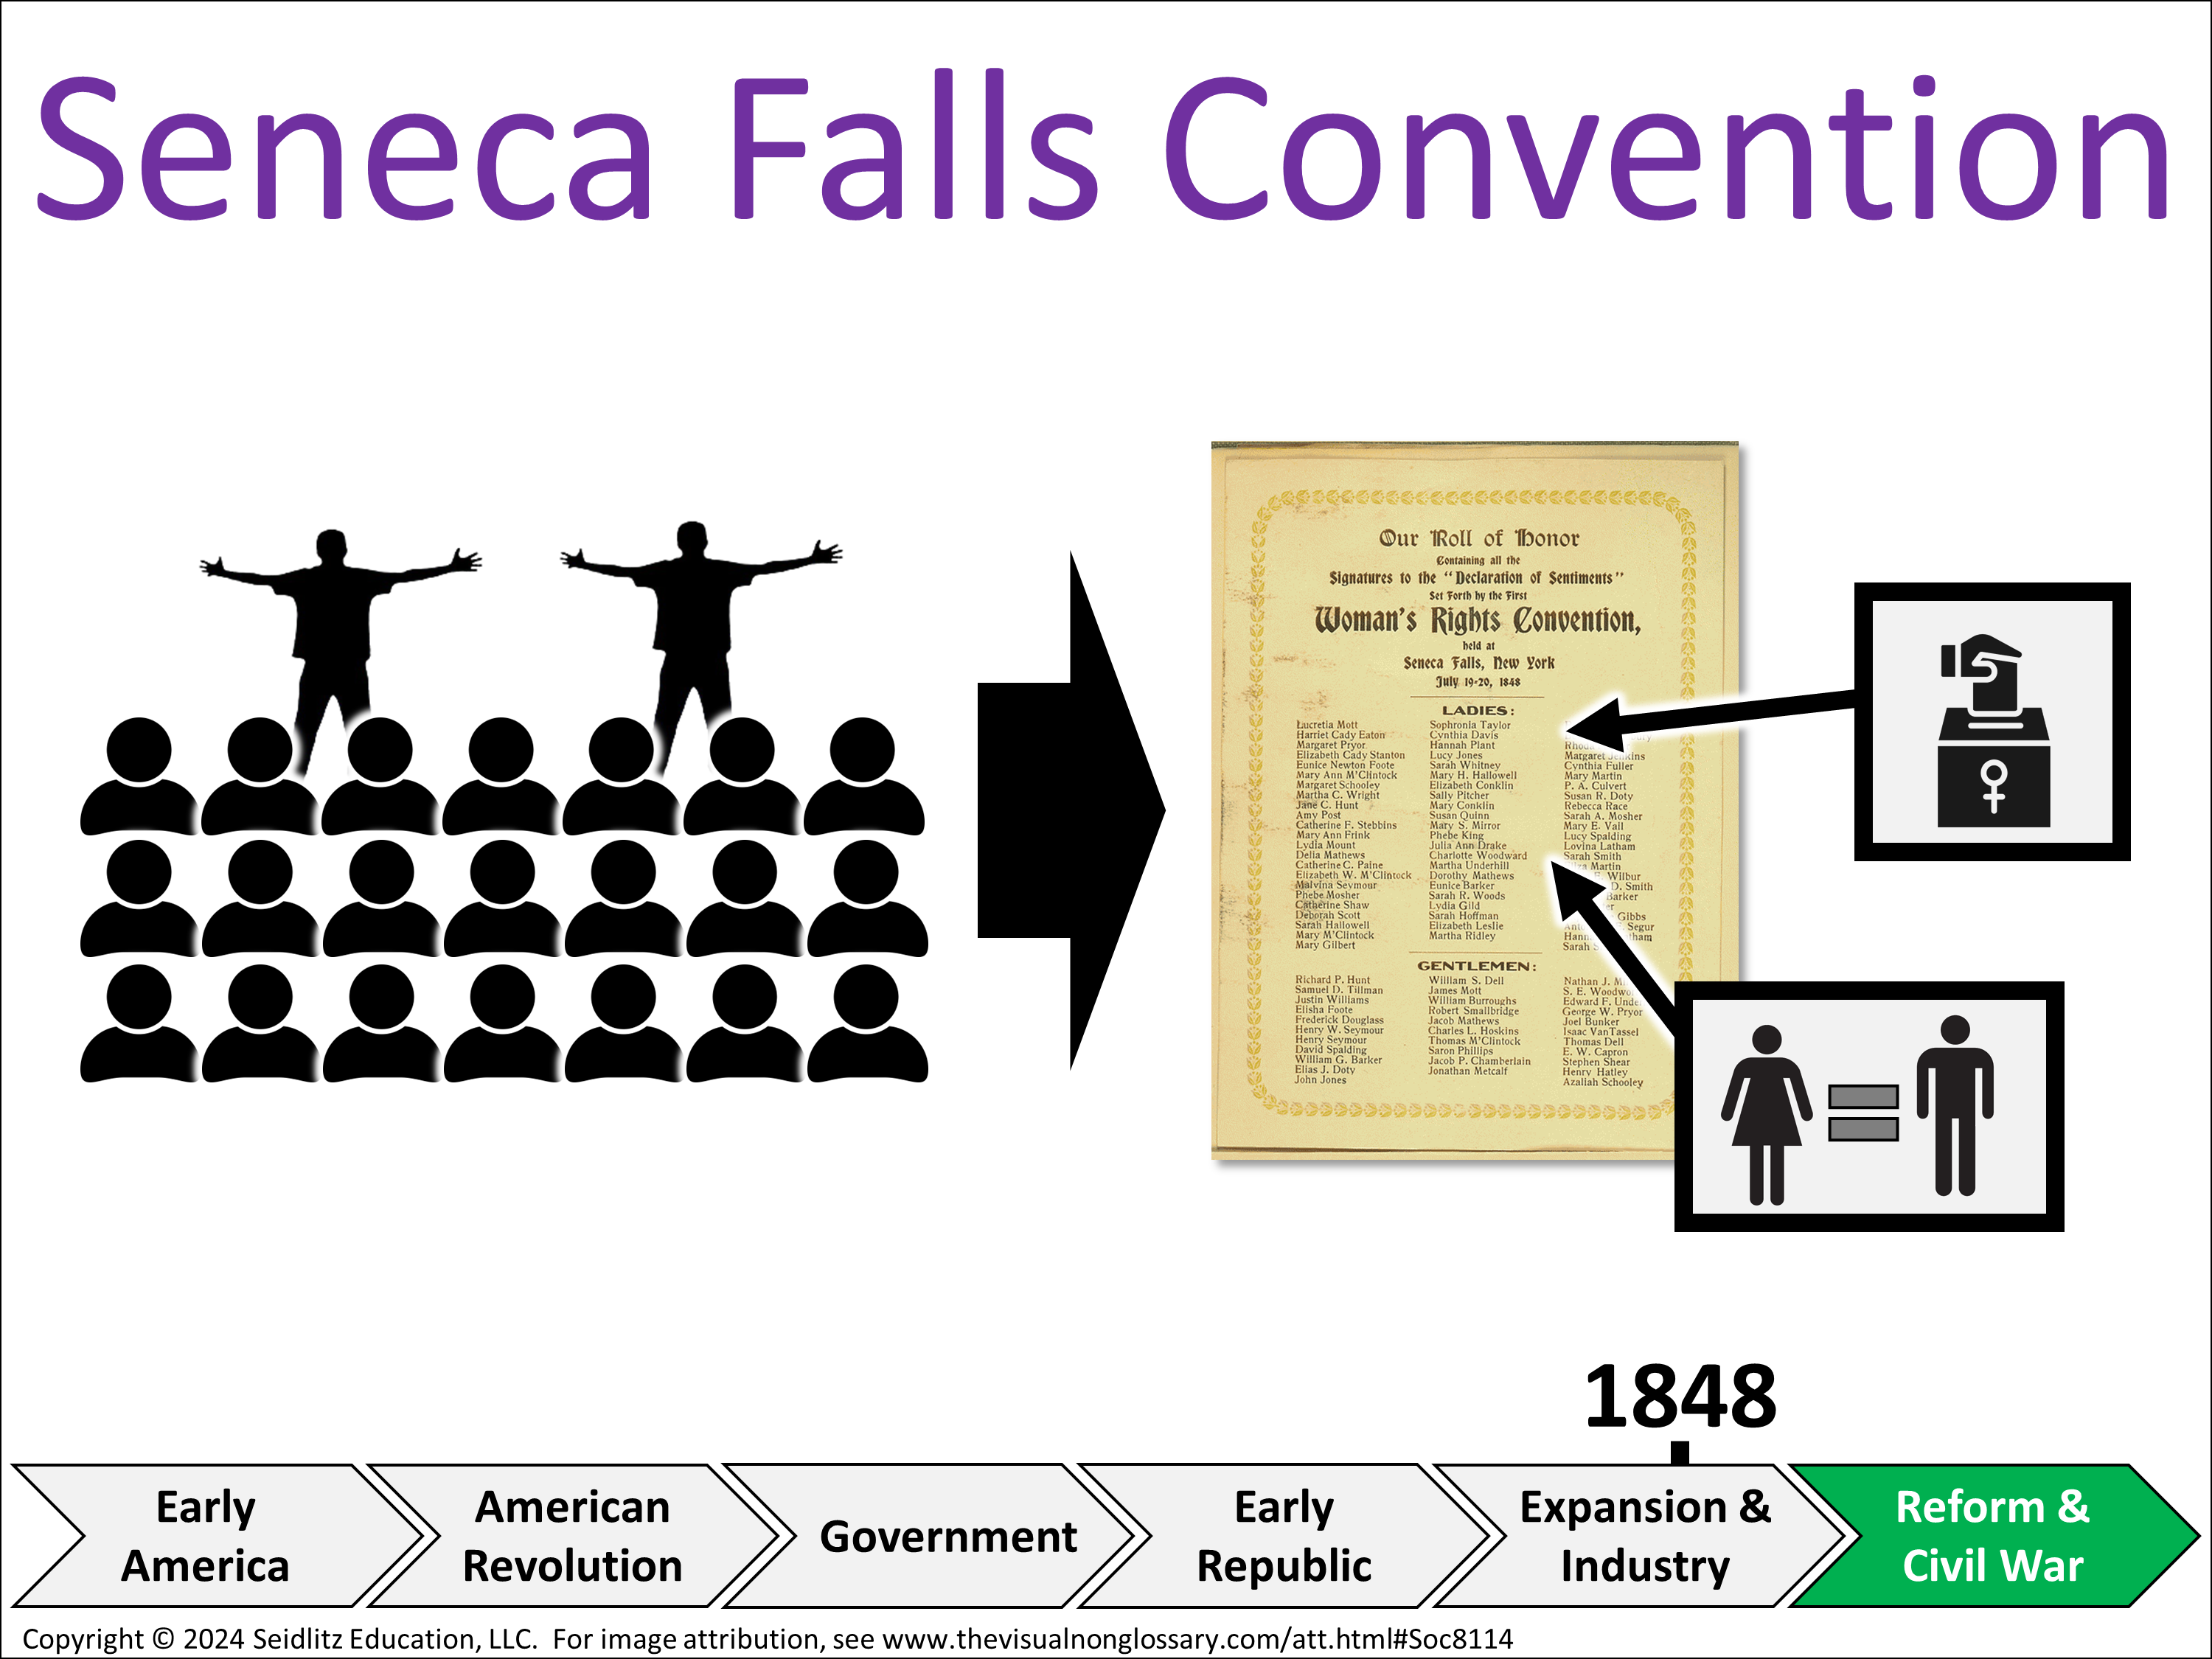 Seneca Falls Convention
Our Roll of Honor
Containing all the
Signatures to the "Declaration of Sentiments"
Set Forth by the First
Woman's Rights Convention,
held at
Seneca Falls, New York
July 19-20, 1848
LADIES:
Lucretia Mott
Harriet Cady Eaton
Margaret Pryor
Elizabeth Cady Stanton
Eunice Newton Foote
Mary Ann M'Clintock
Margaret Schooley
Martha C. Wright
Jane C. Hunt
Amy Post
Catherine F. Stebbins
Mary Ann Frink
Lydia Mount
Delia Mathews
Catherine C. Paine
Elizabeth W. M'Clintock
Malvina Seymour
Phebe Mosher
Catherine Shaw
Deborah Scott
Sarah Hallowell
Mary M'Clintock
Mary Gilbert
Sophronia Taylor
Cynthia Davis
Hannah Plant
Lucy Jones
Sarah Whitney
Mary H. Hallowell
Elizabeth Conklin
Sally Pitcher
Mary Conklin
Susan Quinn
Mary S. Mirror
Phebe King
Julia Ann Drake
Charlotte Woodward
Martha Underhill
Dorothy Mathews
Eunice Barker
Sarah R. Woods
Lydia Gild
Sarah Hoffman
Elizabeth Leslie
Martha Ridley
Margaret Jenkins
Cynthia Fuller
Mary Martin
P. A. Culvert
Susan R. Doty
Rebecca Race
Sarah A. Mosher
Mary E. Vail
Lucy Spalding
Lovina Latham
Sarah Smith
Martin
Wilbur
D. Smith
Barker
Gibbs
Segur
Sarah
GENTLEMEN:
Richard P. Hunt
Samuel D. Tillman
Justin Williams
Elisha Foote
Frederick Douglass
Henry W. Seymour
Henry Seymour
David Spalding
William G. Barker
Elias J. Doty
John Jones
William S. Dell
James Mott
William Burroughs
Robert Smallbridge
Jacob Mathews
Charles L. Hoskins
Thomas M'Clintock
Saron Phillips
Jacob P. Chamberlain
Jonathan Metcalf
Nathan J.
S. E.
Edward F.
George W. Pryor
Joel Bunker
Isaac VanTassel
Thomas Dell
E. W. Capron
Stephen Shear
Henry Hatley
Azaliah Schooley
1848
Early
America
American
Revolution
Government
Early
Republic
Expansion &
Industry
Reform &
Civil War
Copyright © 2024 Seidlitz Education, LLC. For image attribution, see www.thevisualnonglossary.com/att.html#Soc8114